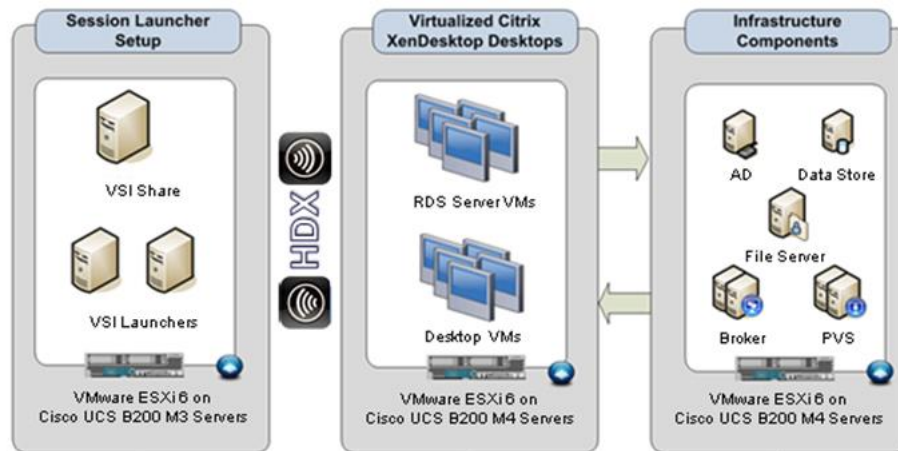 Session Launcher
Setup
VSI Share
VSI Launchers
VMware ESXi 6 on
Cisco UCS B200 M3 Servers
HDX
Virtualized Citrix
XenDesktop Desktops
RDS Server VMs
Desktop VMs
VMware ESXi 6 on
Cisco UCS B200 M4 Servers
Infrastructure
Components
AD
Data Store
File Server
Broker
PVS
VMware ESXi 6 on
Cisco UCS B200 M4 Servers